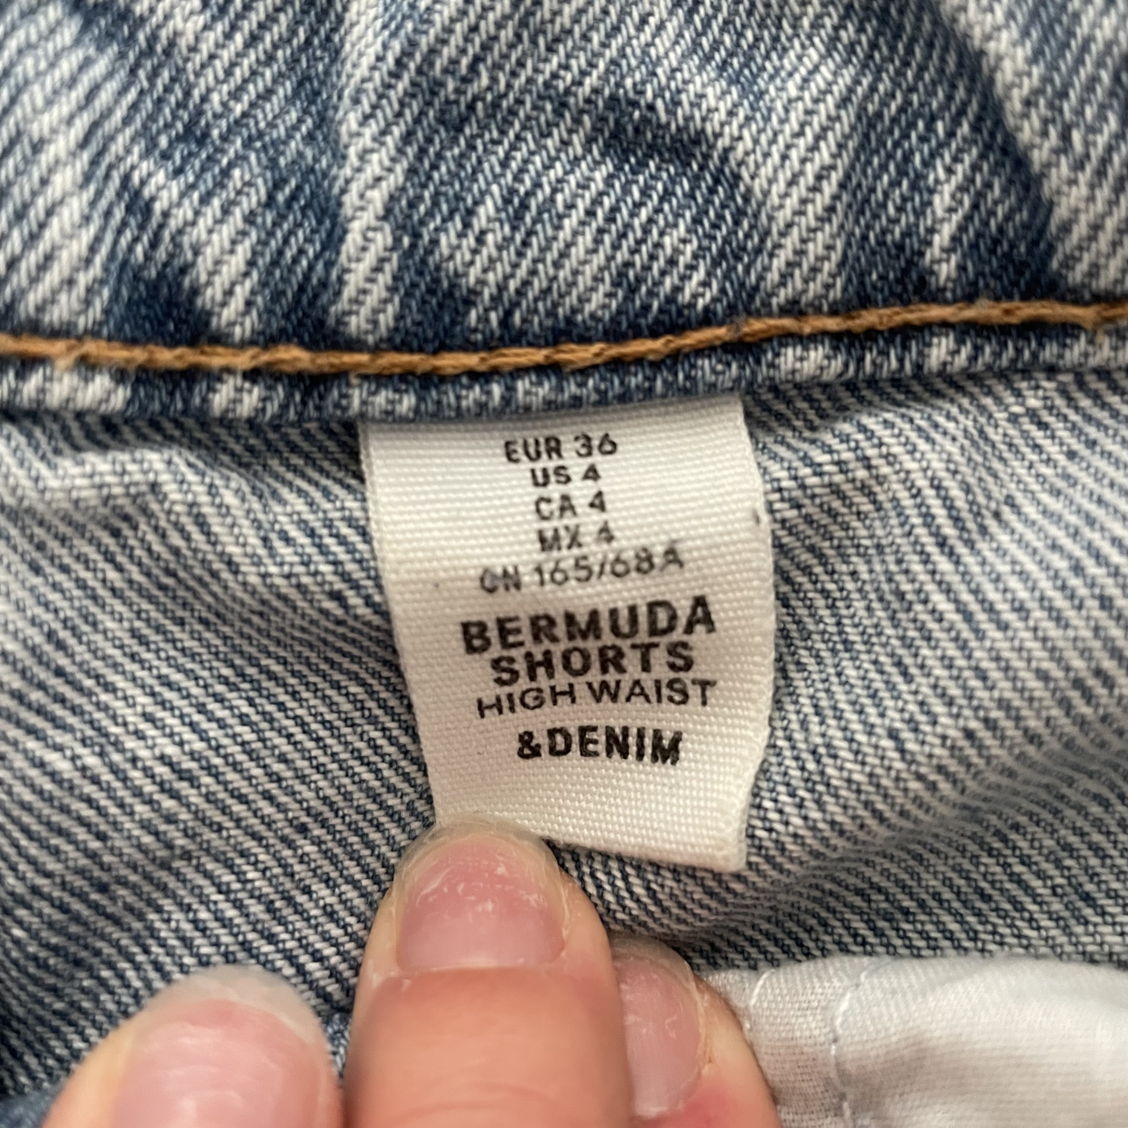 EUR 36
US 4
CA 4
MX 4
CN 165/68A
BERMUDA
SHORTS
HIGH WAIST
&DENIM